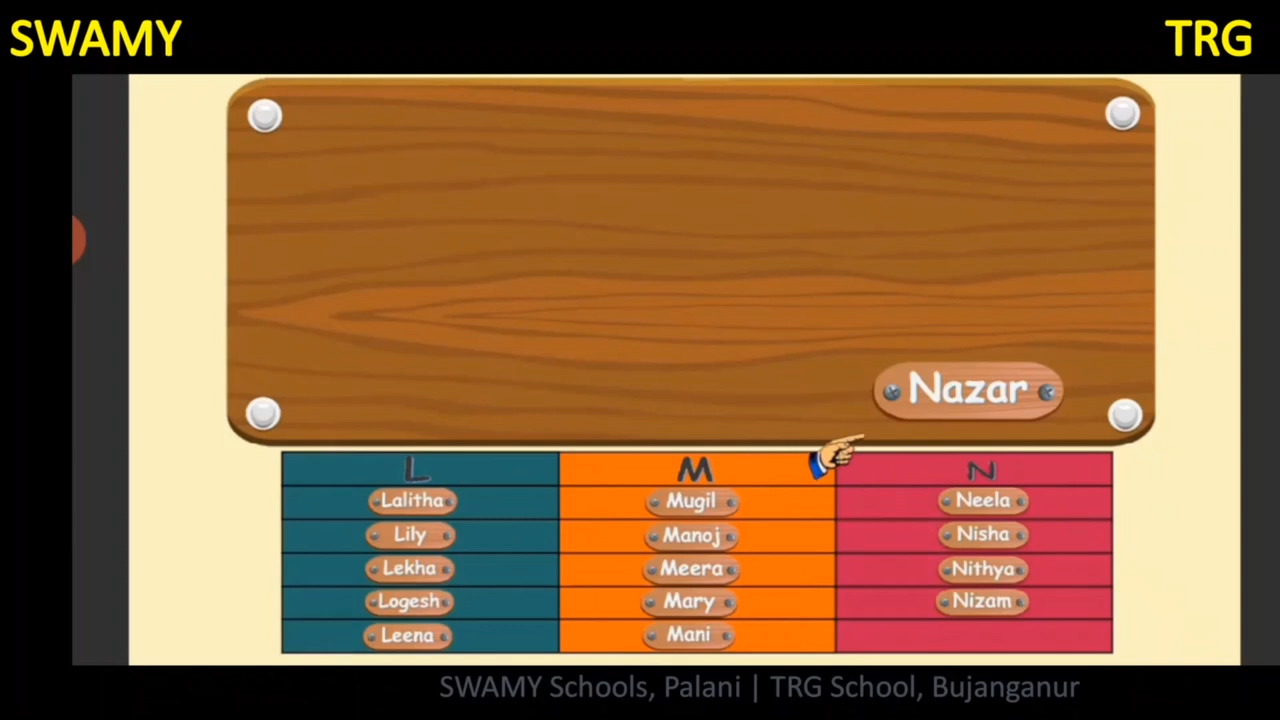 SWAMY TRG
Nazar
L M N
Lalitha Mugil Neela
Lily Manoj Nisha
Lekha Meera Nithya
Logesh Mary Nizam
Leena Mani
SWAMY Schools, Palani | TRG School, Bujanganur